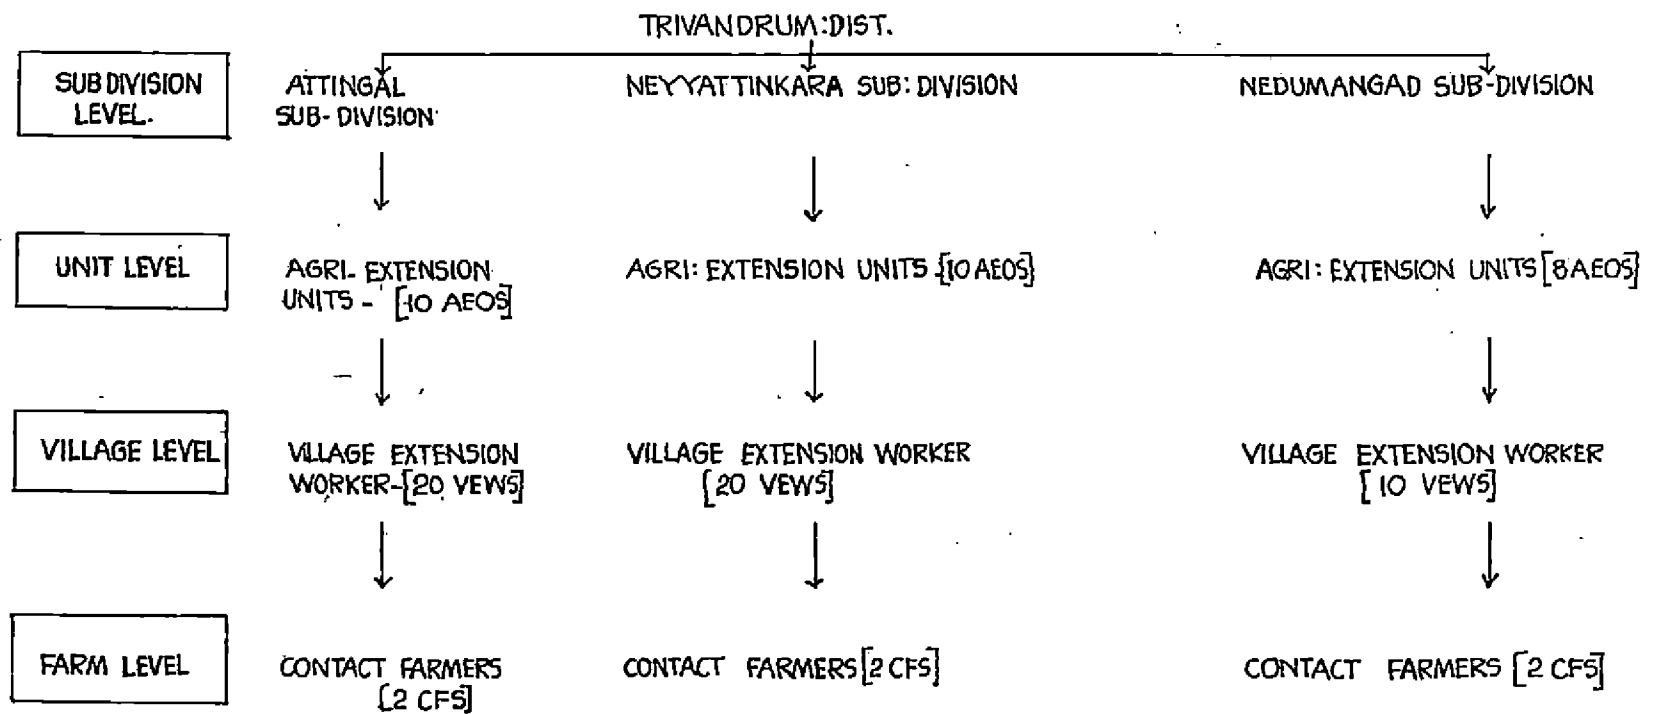 TRIVANDRUM:DIST.
SUB DIVISION
LEVEL.
ATTINGAL
SUB-DIVISION
NEYYATTINKARA SUB:DIVISION
NEDUMANGAD SUB-DIVISION
UNIT LEVEL
AGRI-EXTENSION
UNITS - [10 AEOS]
AGRI: EXTENSION UNITS-[10 AEOS]
AGRI: EXTENSION UNITS [8 AEOS]
VILLAGE LEVEL
VILLAGE EXTENSION
WORKER-[20 VEWS]
VILLAGE EXTENSION WORKER
[20 VEWS]
VILLAGE EXTENSION WORKER
[10 VEWS]
FARM LEVEL
CONTACT FARMERS
[2 CFS]
CONTACT FARMERS [2 CFS]
CONTACT FARMERS [2 CFS]